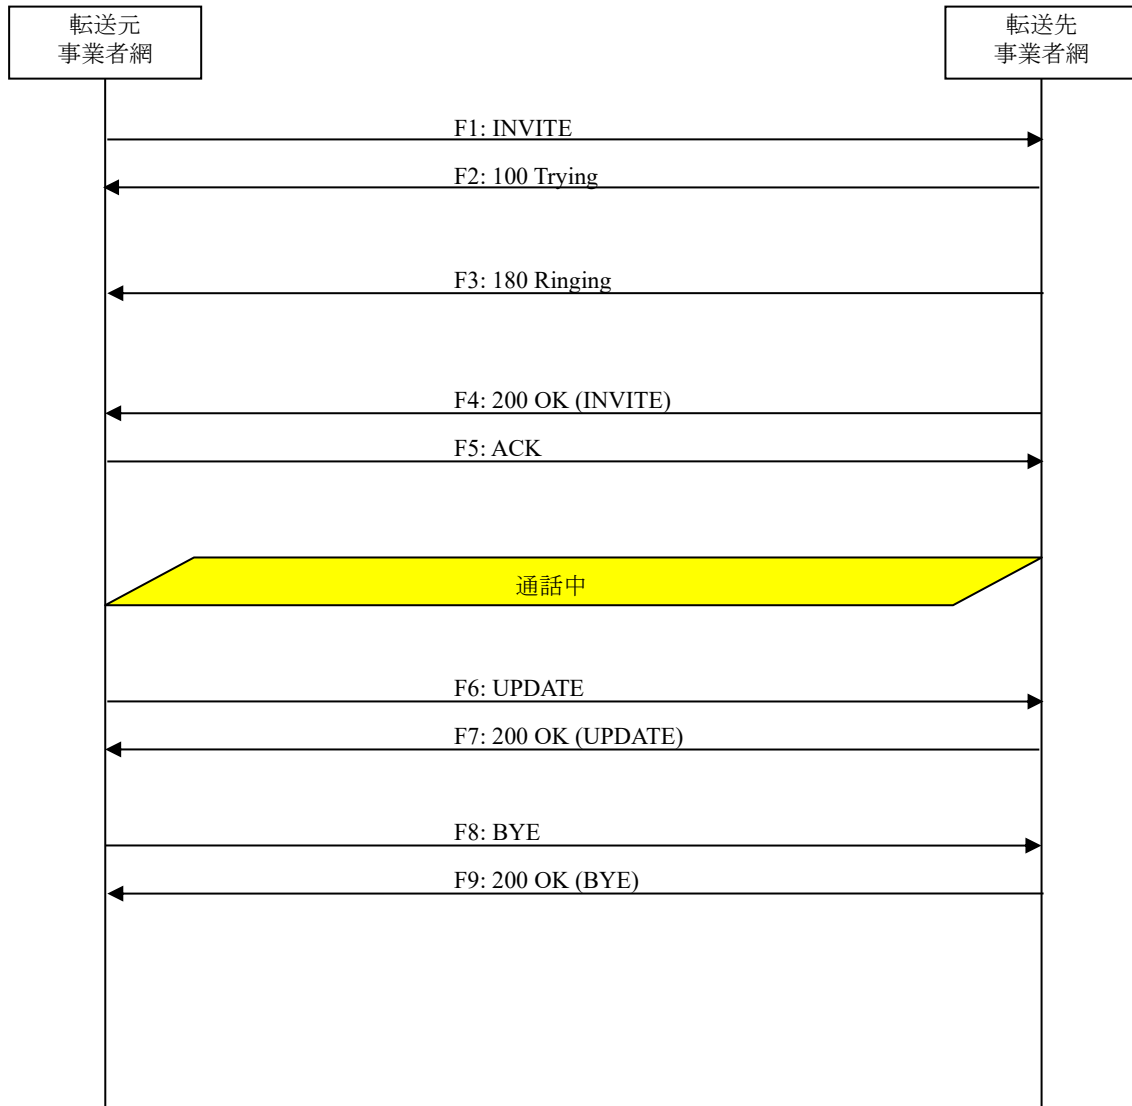 転送元
事業者網
転送先
事業者網
F1: INVITE
F2: 100 Trying
F3: 180 Ringing
F4: 200 OK (INVITE)
F5: ACK
通話中
F6: UPDATE
F7: 200 OK (UPDATE)
F8: BYE
F9: 200 OK (BYE)